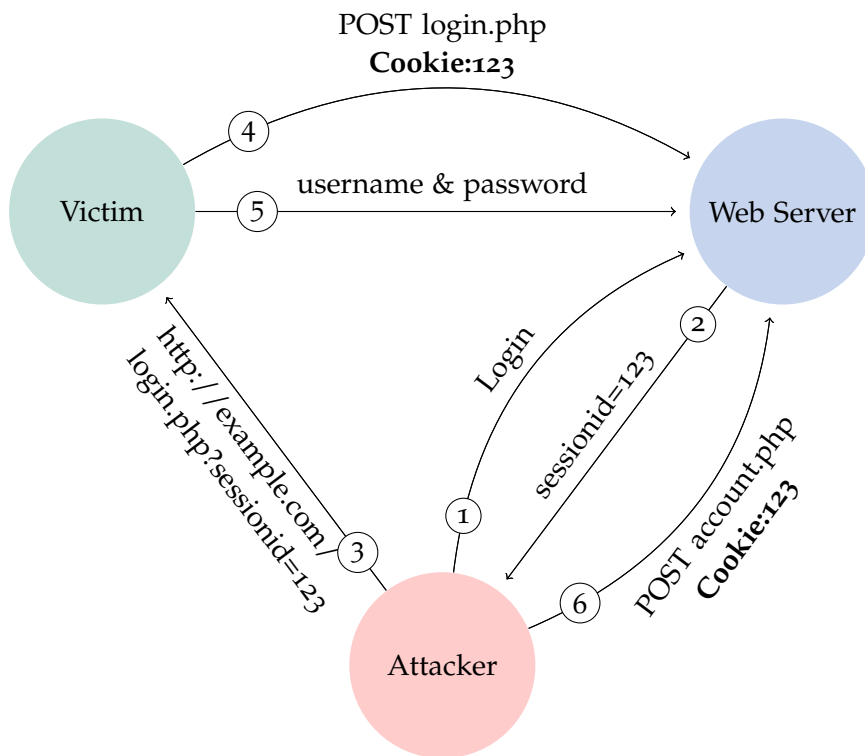 POST login.php
Cookie:123
4
Victim
5
username & password
Web Server
Login
2
sessionid=123
http://example.com/
login.php?sessionid=123
3
1
6
POST account.php
Cookie:123
Attacker